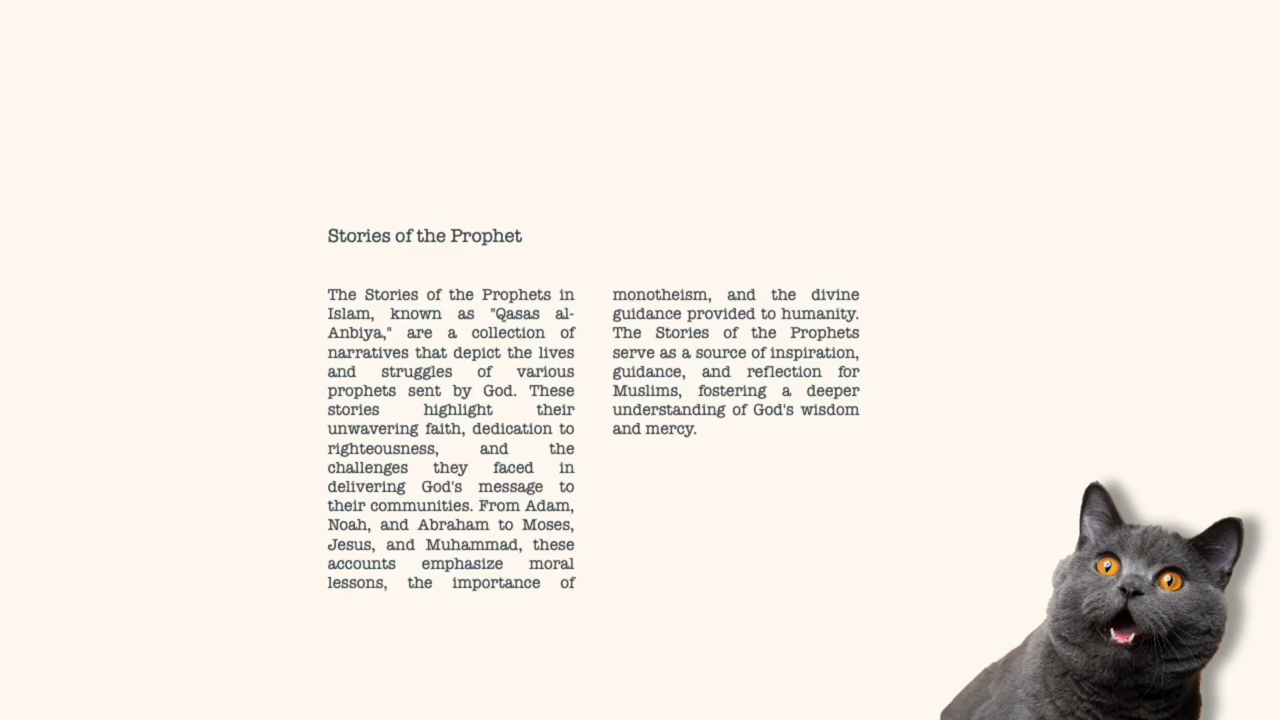 Stories of the Prophet
The Stories of the Prophets in
Islam, known as "Qasas al-
Anbiya," are a collection of
narratives that depict the lives
and struggles of various
prophets sent by God. These
stories highlight their
unwavering faith, dedication to
righteousness, and the
challenges they faced in
delivering God's message to
their communities. From Adam,
Noah, and Abraham to Moses,
Jesus, and Muhammad, these
accounts emphasize moral
lessons, the importance of
monotheism, and the divine
guidance provided to humanity.
The Stories of the Prophets
serve as a source of inspiration,
guidance, and reflection for
Muslims, fostering a deeper
understanding of God's wisdom
and mercy.